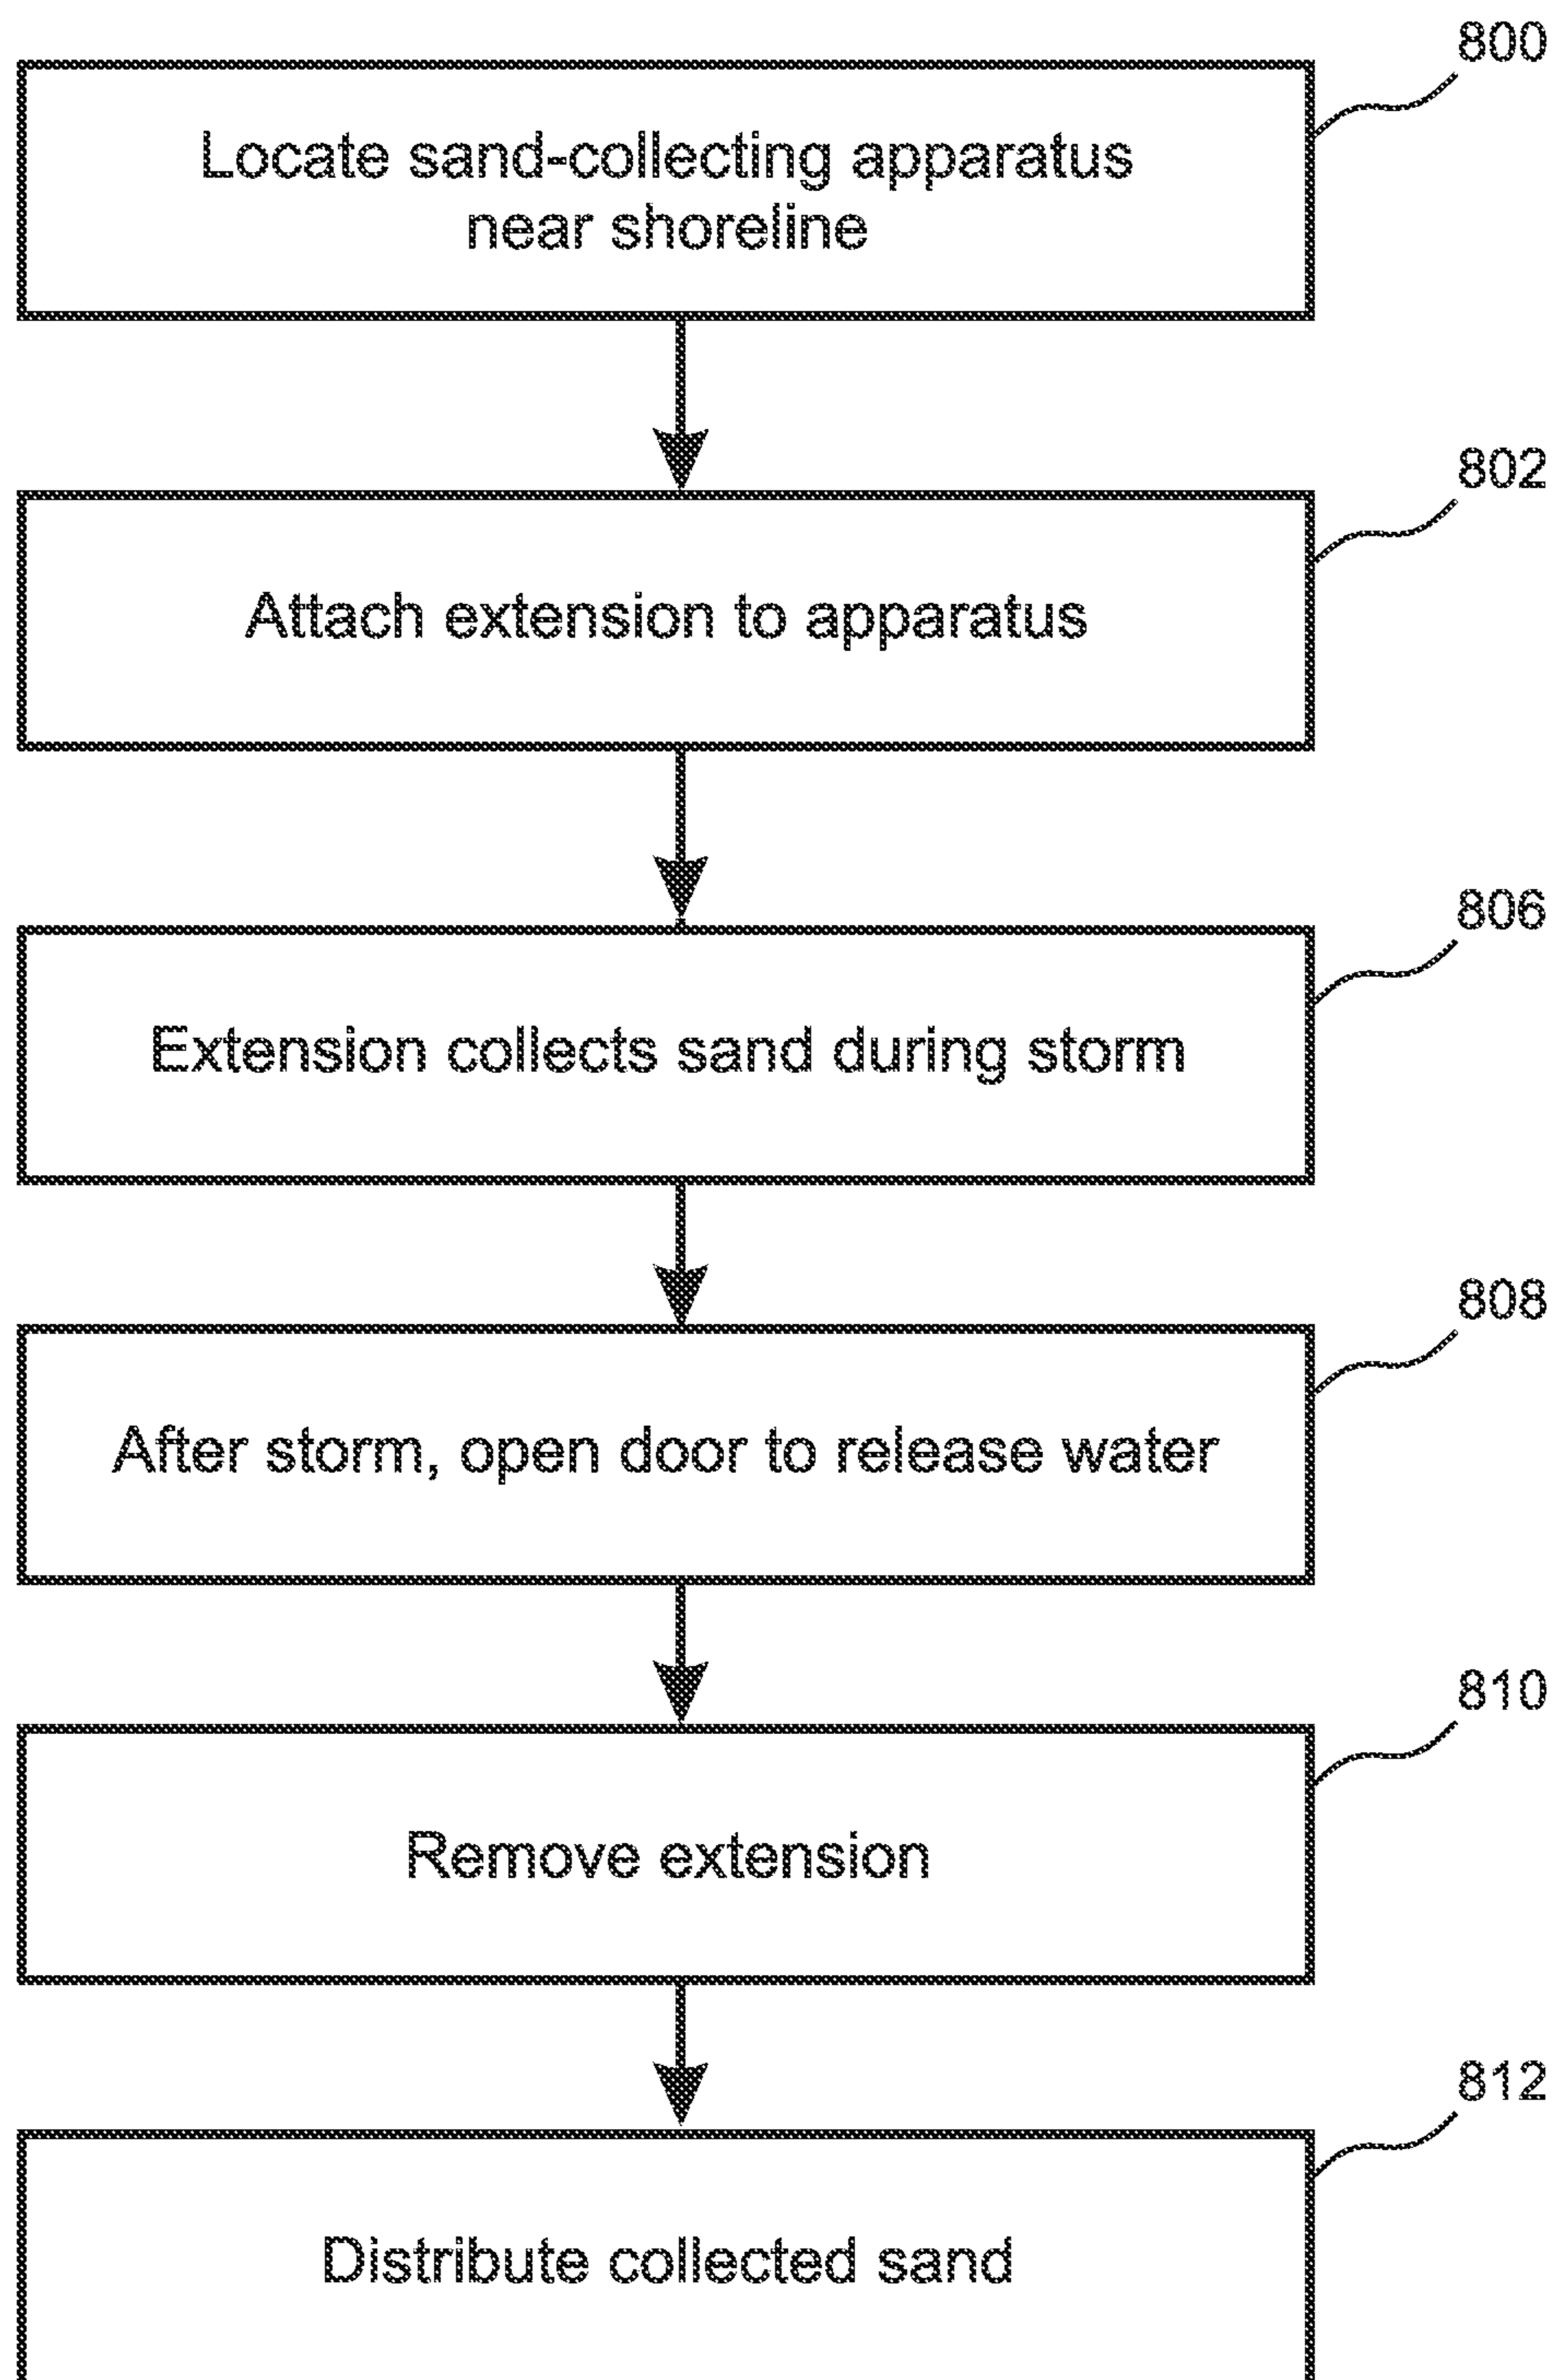 800
Locate sand-collecting apparatus
near shoreline
802
Attach extension to apparatus
806
Extension collects sand during storm
808
After storm, open door to release water
810
Remove extension
812
Distribute collected sand